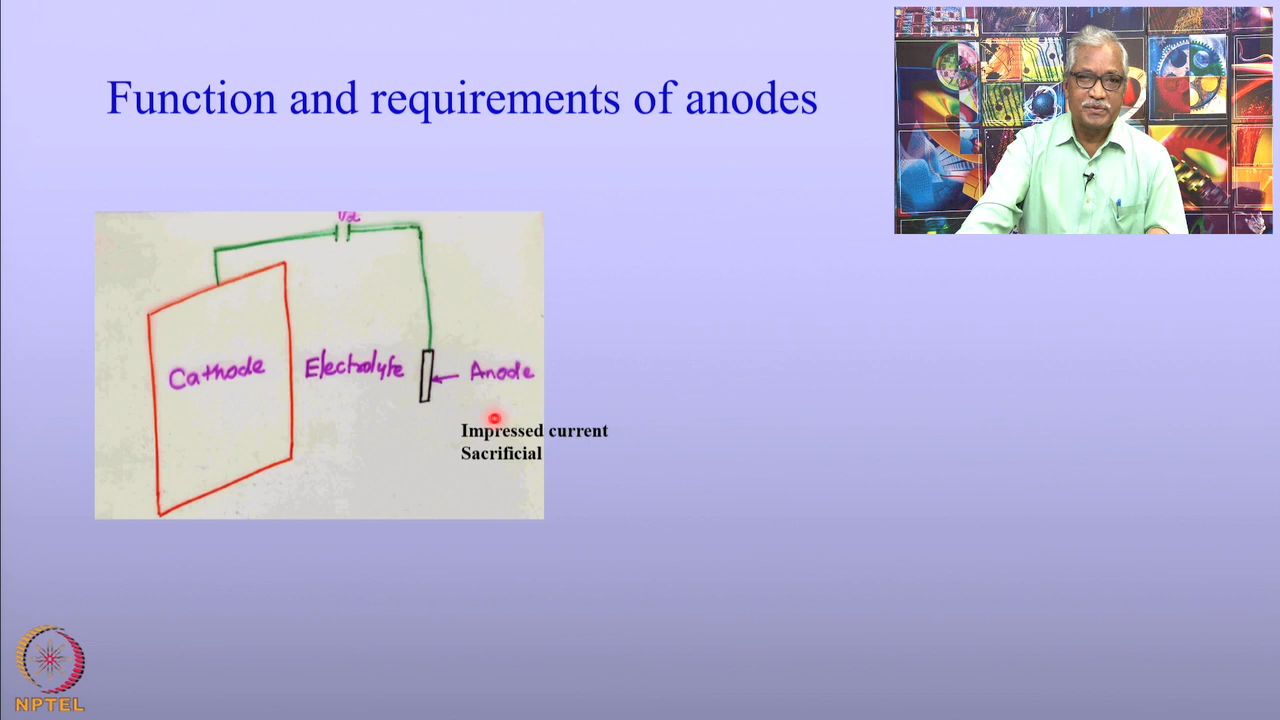 Function and requirements of anodes
Cathode
Electrolyte
Anode
Impressed current
Sacrificial
NPTEL